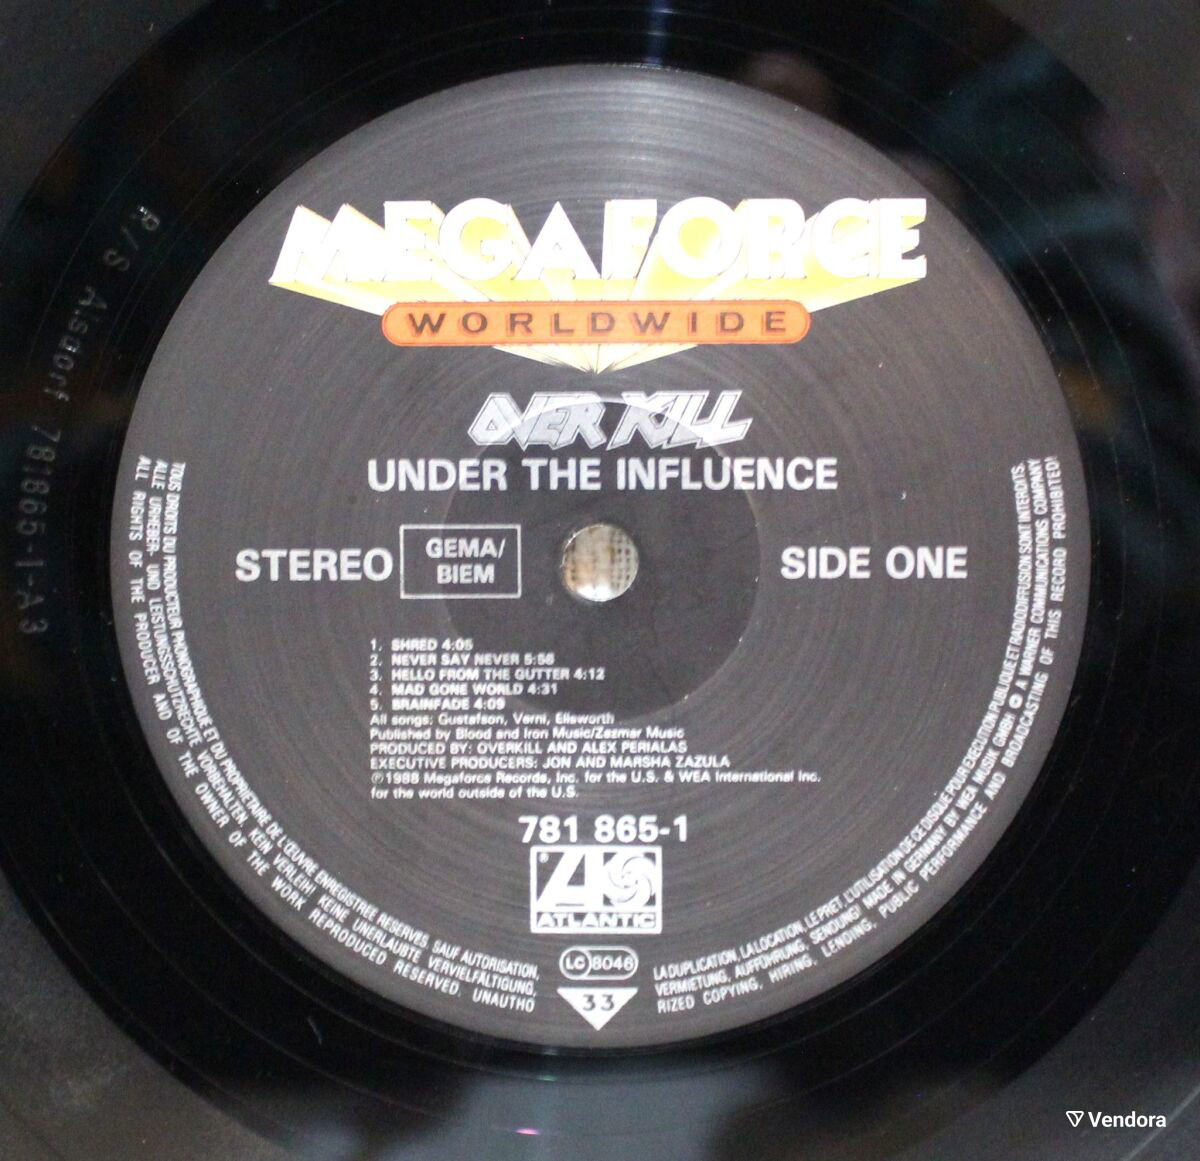 MEGAFORCE
WORLDWIDE
OVER KILL
UNDER THE INFLUENCE
STEREO
GEMA/
BIEM
SIDE ONE
1. SHRED 4:05
2. NEVER SAY NEVER 5:56
3. HELLO FROM THE GUTTER 4:12
4. MAD GONE WORLD 4:31
5. BRAINFADE 4:09
All songs: Gustafson, Verni, Ellsworth
Published by Blood and Iron Music/Zazmar Music
PRODUCED BY: OVERKILL AND ALEX PERIALAS
EXECUTIVE PRODUCERS: JON AND MARSHA ZAZULA
℗1988 Megaforce Records, Inc. for the U.S. & WEA International Inc.
for the world outside of the U.S.
781 865-1
ATLANTIC
LC 8046
33
TOUS DROITS DU PRODUCTEUR PHONOGRAPHIQUE ET DU PROPRIETAIRE DE L'ŒUVRE ENREGISTREE RESERVES SAUF AUTORISATION,
LA DUPLICATION, LA LOCATION, LE PRET, L'UTILISATION DE CE DISQUE POUR EXECUTION PUBLIQUE ET RADIODIFFUSION SONT INTERDITS.
ALLE URHEBER- UND LEISTUNGSSCHUTZRECHTE VORBEHALTEN KEIN VERLEIH! KEINE UNERLAUBTE VERVIELFÄLTIGUNG,
VERMIETUNG, AUFFÜHRUNG, SENDUNG! MADE IN GERMANY BY WEA MUSIK GMBH A WARNER COMMUNICATIONS COMPANY
ALL RIGHTS OF THE PRODUCER AND OF THE OWNER OF THE WORK REPRODUCED RESERVED. UNAUTHO
RIZED COPYING, HIRING, LENDING, PUBLIC PERFORMANCE AND BROADCASTING OF THIS RECORD PROHIBITED!
R/S Alsdorf 781865-1-A3
Vendora